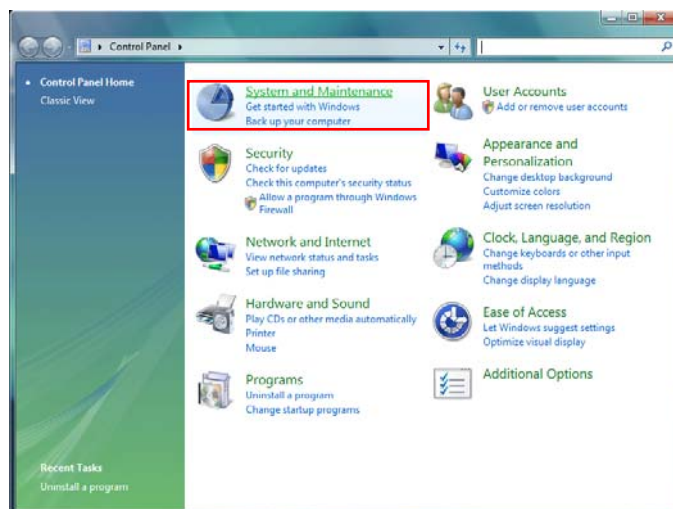 Control Panel
Control Panel Home
Classic View
System and Maintenance
Get started with Windows
Back up your computer
Security
Check for updates
Check this computer's security status
Allow a program through Windows
Firewall
Network and Internet
View network status and tasks
Set up file sharing
Hardware and Sound
Play CDs or other media automatically
Printer
Mouse
Programs
Uninstall a program
Change startup programs
User Accounts
Add or remove user accounts
Appearance and
Personalization
Change desktop background
Customize colors
Adjust screen resolution
Clock, Language, and Region
Change keyboards or other input
methods
Change display language
Ease of Access
Let Windows suggest settings
Optimize visual display
Additional Options
Recent Tasks
Uninstall a program